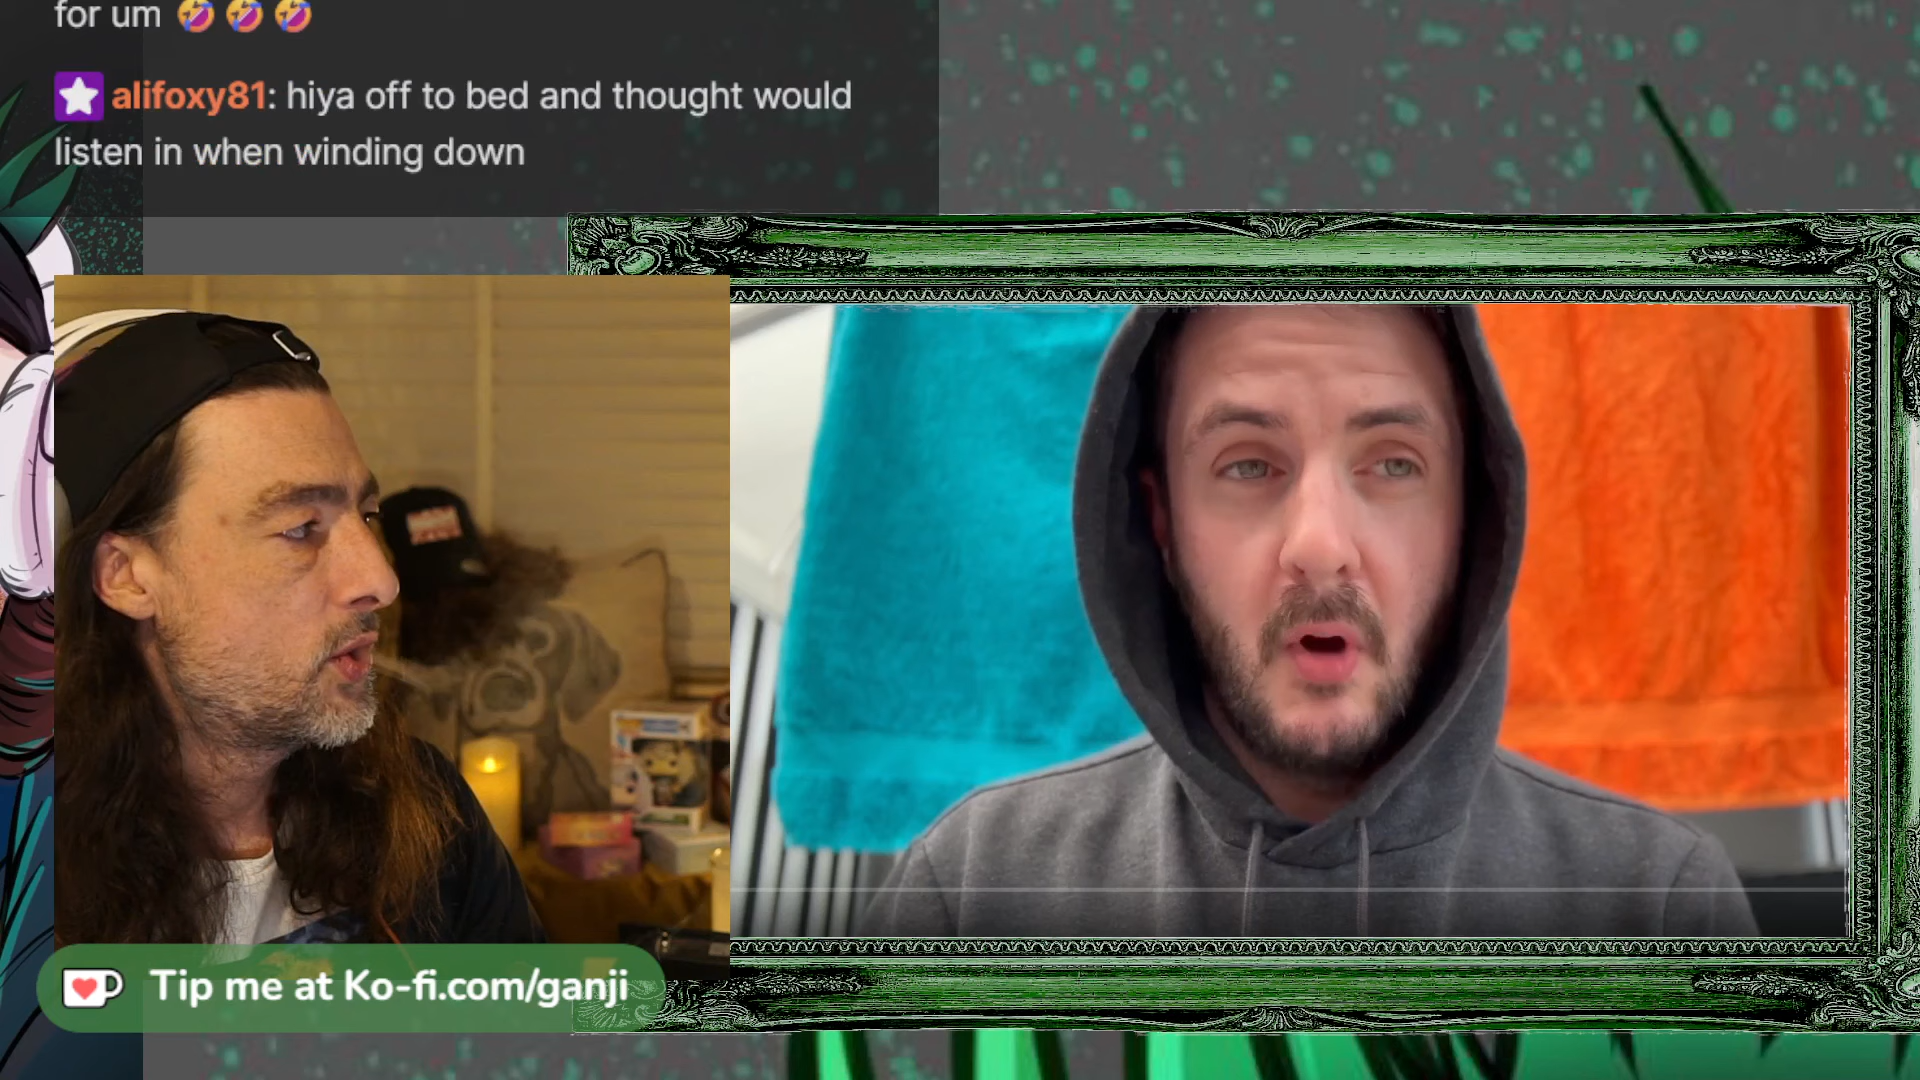 for um 🤣 🤣 🤣
alifoxy81: hiya off to bed and thought would
listen in when winding down
Tip me at Ko-fi.com/ganji